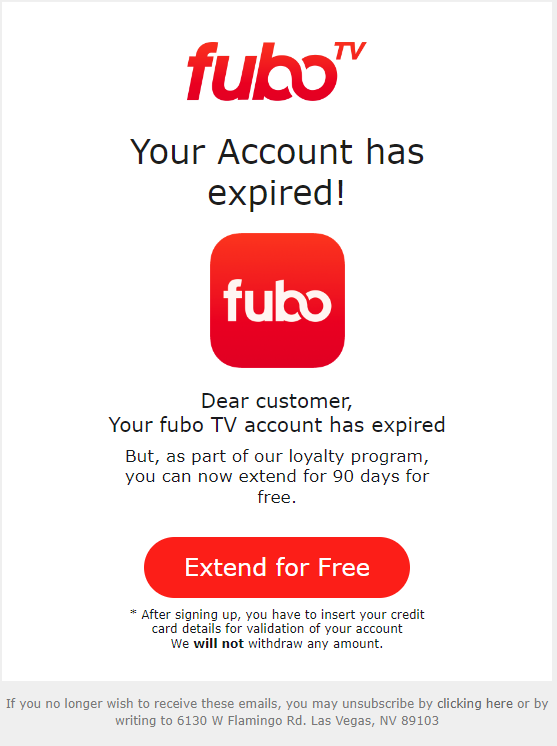 fubo TV
Your Account has
expired!
fubo
Dear customer,
Your fubo TV account has expired
But, as part of our loyalty program,
you can now extend for 90 days for
free.
Extend for Free
* After signing up, you have to insert your credit
card details for validation of your account
We will not withdraw any amount.
If you no longer wish to receive these emails, you may unsubscribe by clicking here or by
writing to 6130 W Flamingo Rd. Las Vegas, NV 89103